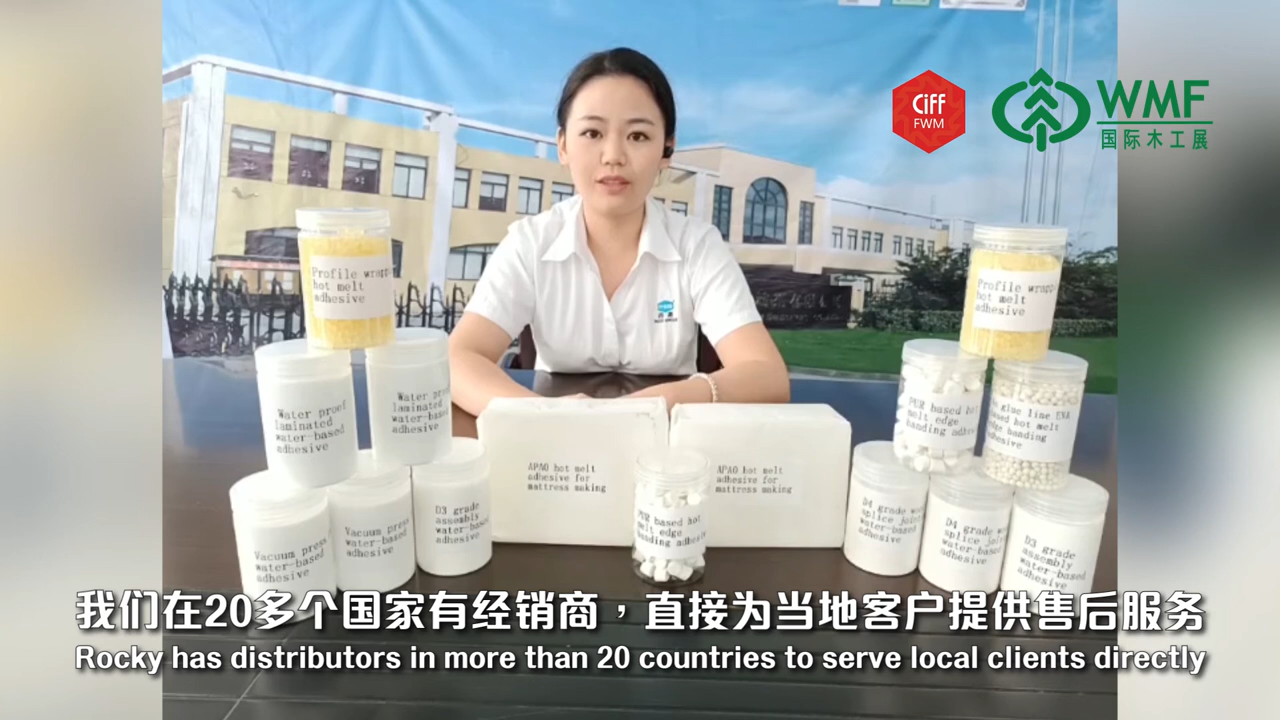 Ciff
FWM
WMF
国际木工展
Profile
hot melt
adhesive
Profile
hot melt
adhesive
Water proof
laminated
water-based
adhesive
Water
laminated
water-based
adhesive
PUR based hot
melt edge
banding
glue line EVA
based hot melt
edge banding
adhesive
APAO hot melt
adhesive for
mattress making
APAO hot melt
adhesive for
mattress making
Vacuum press
water-based
adhesive
Vacuum press
water-based
adhesive
D3 grade
assembly
water-based
adhesive
PUR based hot
melt edge
banding adhesive
D4 grade
splice
water-based
adhesive
D4 grade
splice
water-based
adhesive
D3 grade
assembly
water-based
adhesive
我们在20多个国家有经销商，直接为当地客户提供售后服务
Rocky has distributors in more than 20 countries to serve local clients directly